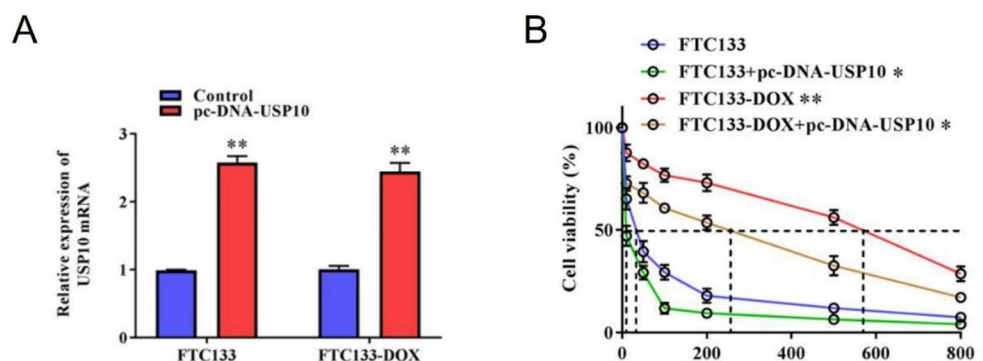 A
Control
pc-DNA-USP10
Relative expression of
USP10 mRNA
3
2
1
0
**
**
FTC133
FTC133-DOX
B
FTC133
FTC133+pc-DNA-USP10 *
FTC133-DOX **
FTC133-DOX+pc-DNA-USP10 *
Cell viability (%)
100
50
0
0
200
400
600
800